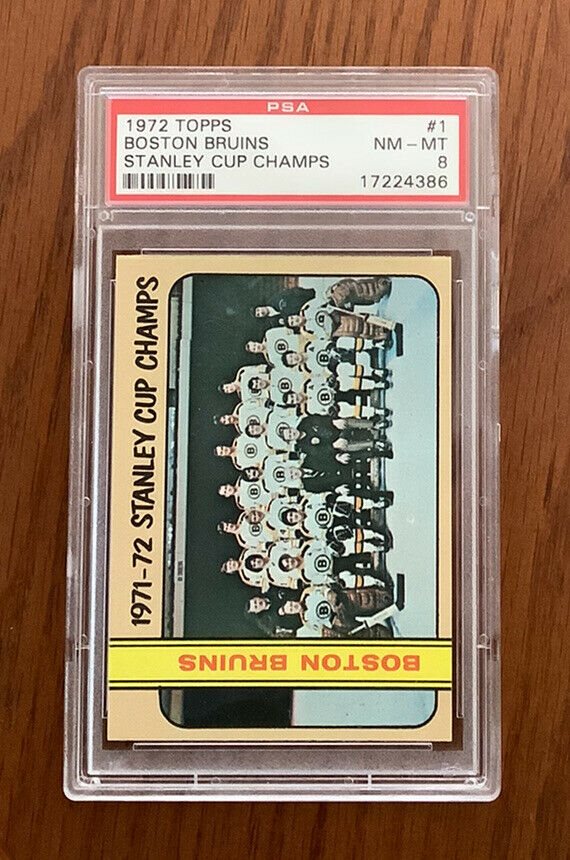 PSA
1972 TOPPS #1
BOSTON BRUINS NM - MT
STANLEY CUP CHAMPS 8
17224386
1971-72 STANLEY CUP CHAMPS
BOSTON BRUINS